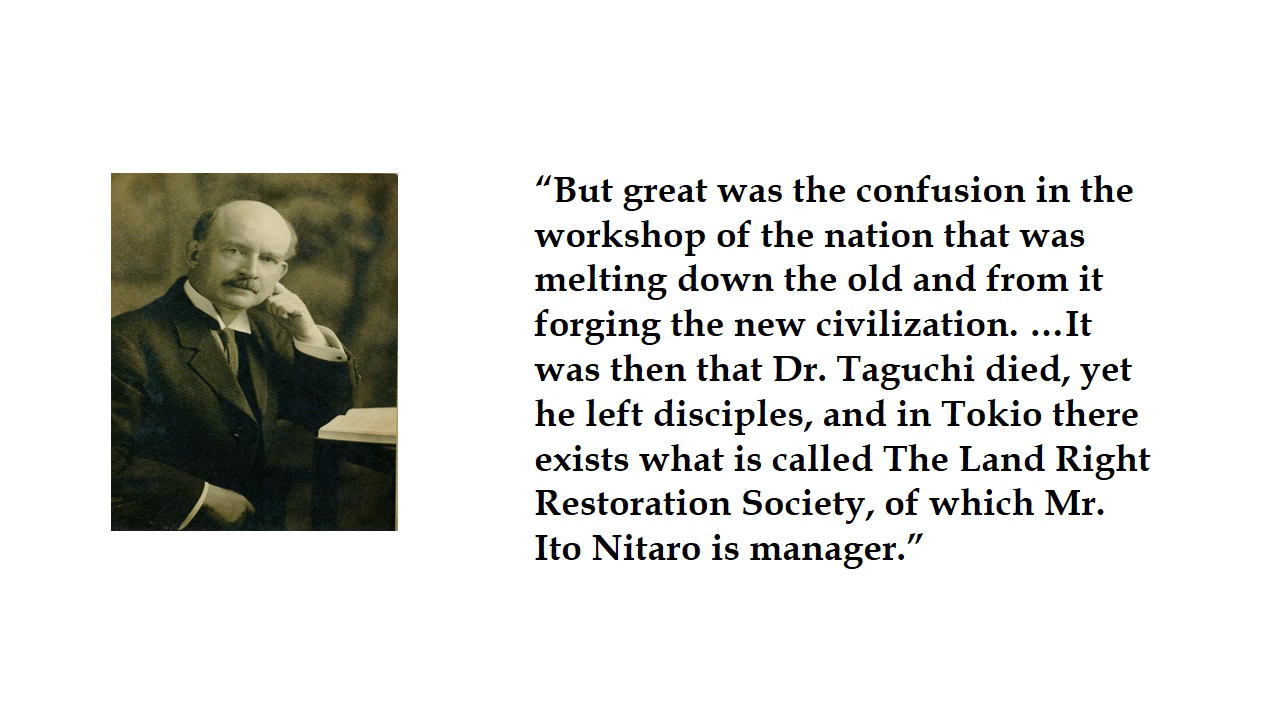 “But great was the confusion in the
workshop of the nation that was
melting down the old and from it
forging the new civilization. …It
was then that Dr. Taguchi died, yet
he left disciples, and in Tokio there
exists what is called The Land Right
Restoration Society, of which Mr.
Ito Nitaro is manager.”